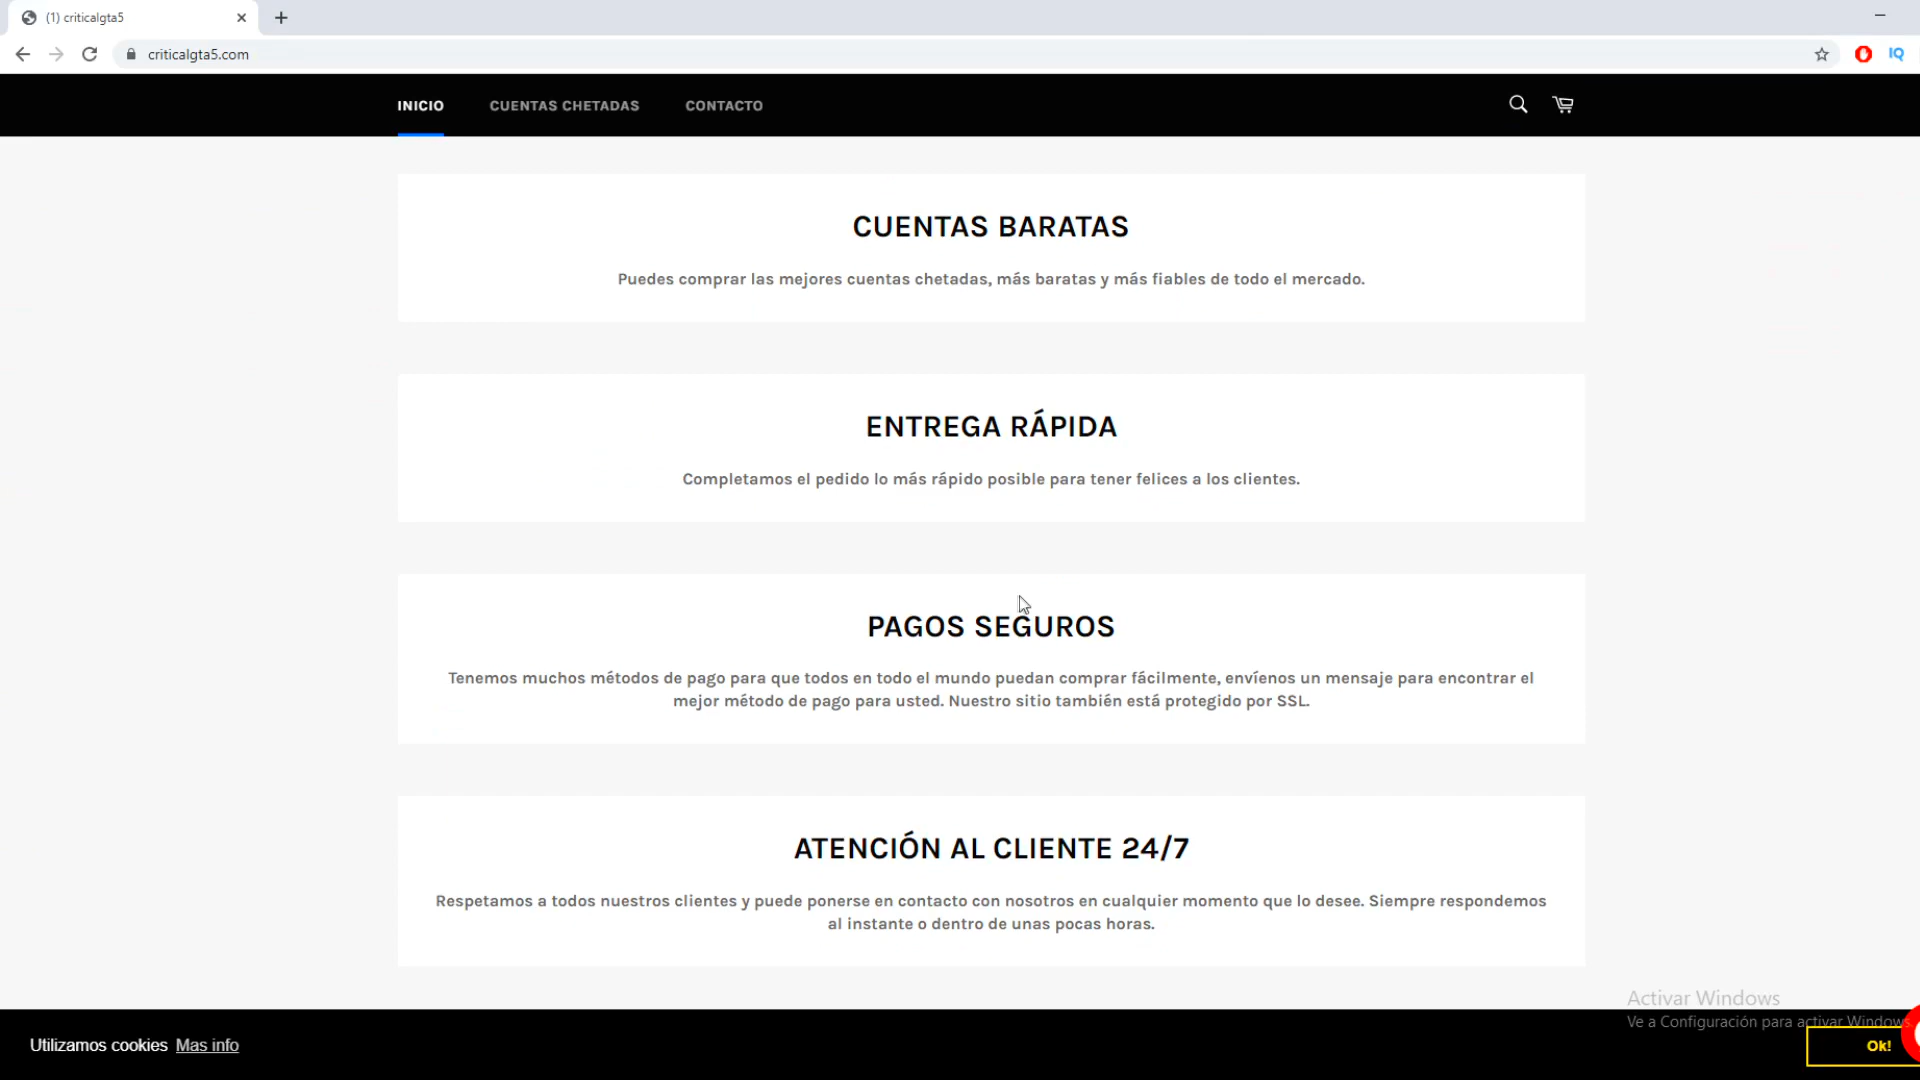 (1) criticalgta5
criticalgta5.com
IQ
INICIO
CUENTAS CHETADAS
CONTACTO
CUENTAS BARATAS
Puedes comprar las mejores cuentas chetadas, más baratas y más fiables de todo el mercado.
ENTREGA RÁPIDA
Completamos el pedido lo más rápido posible para tener felices a los clientes.
PAGOS SEGUROS
Tenemos muchos métodos de pago para que todos en todo el mundo puedan comprar fácilmente, envíenos un mensaje para encontrar el
mejor método de pago para usted. Nuestro sitio también está protegido por SSL.
ATENCIÓN AL CLIENTE 24/7
Respetamos a todos nuestros clientes y puede ponerse en contacto con nosotros en cualquier momento que lo desee. Siempre respondemos
al instante o dentro de unas pocas horas.
Activar Windows
Ve a Configuración para activar Windows.
Utilizamos cookies Mas info
Ok!